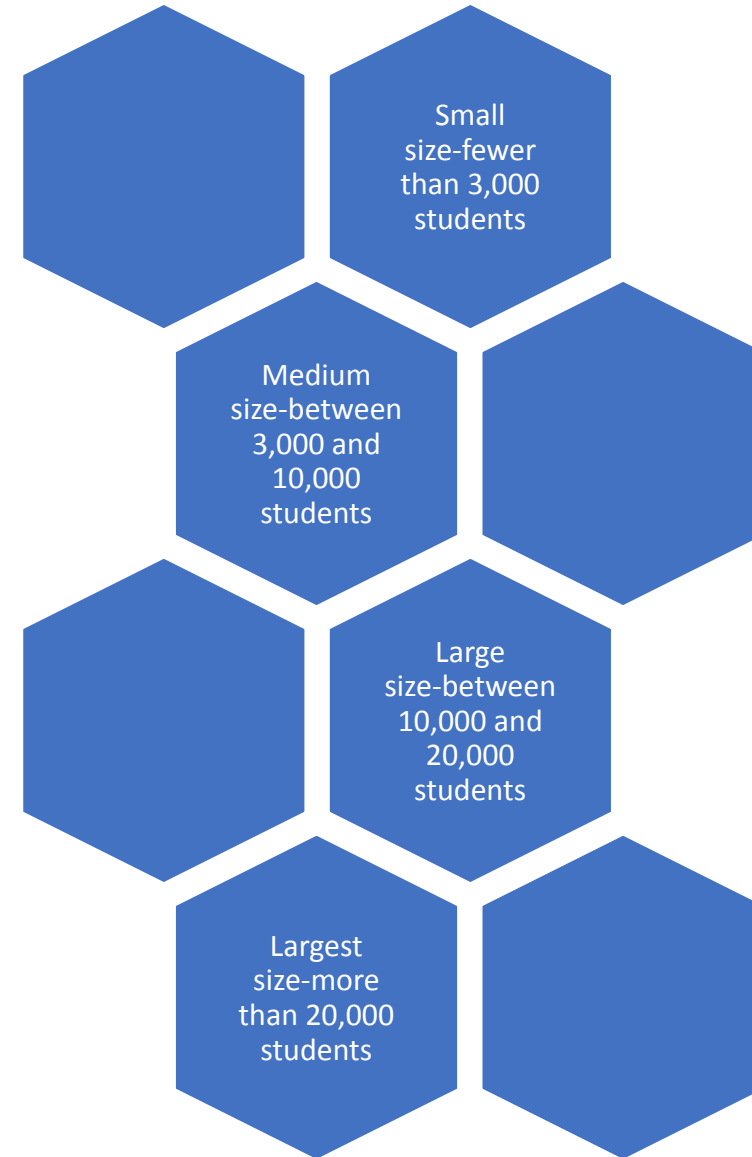 Small
size-fewer
than 3,000
students
Medium
size-between
3,000 and
10,000
students
Large
size-between
10,000 and
20,000
students
Largest
size-more
than 20,000
students